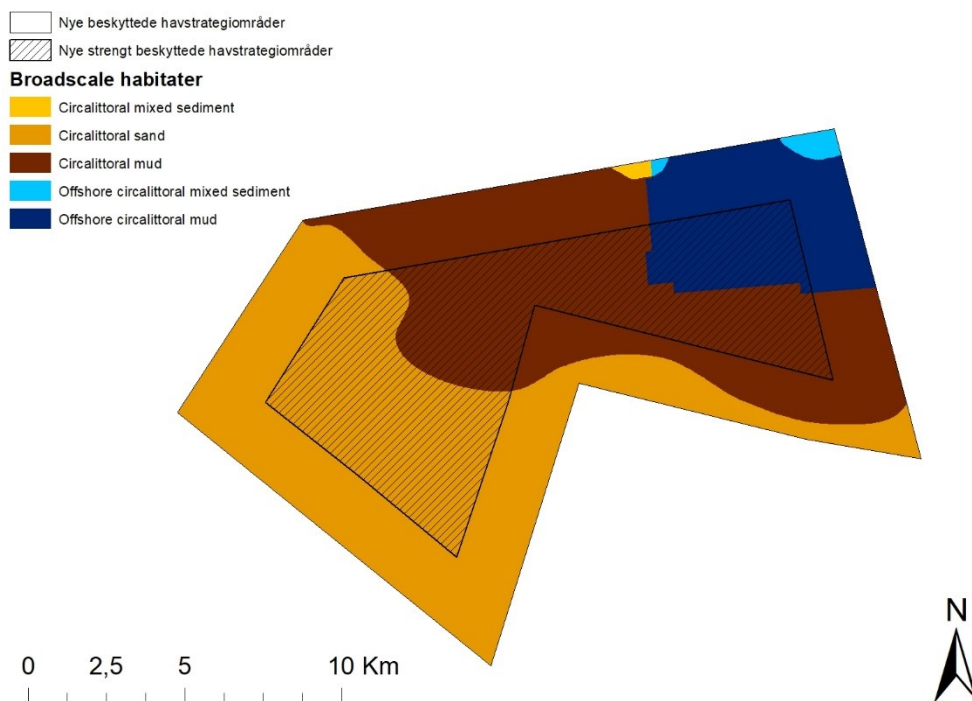 Nye beskyttede havstrategiområder
Nye strengt beskyttede havstrategiområder
Broadscale habitater
Circalittoral mixed sediment
Circalittoral sand
Circalittoral mud
Offshore circalittoral mixed sediment
Offshore circalittoral mud
0 2,5 5 10 Km
N